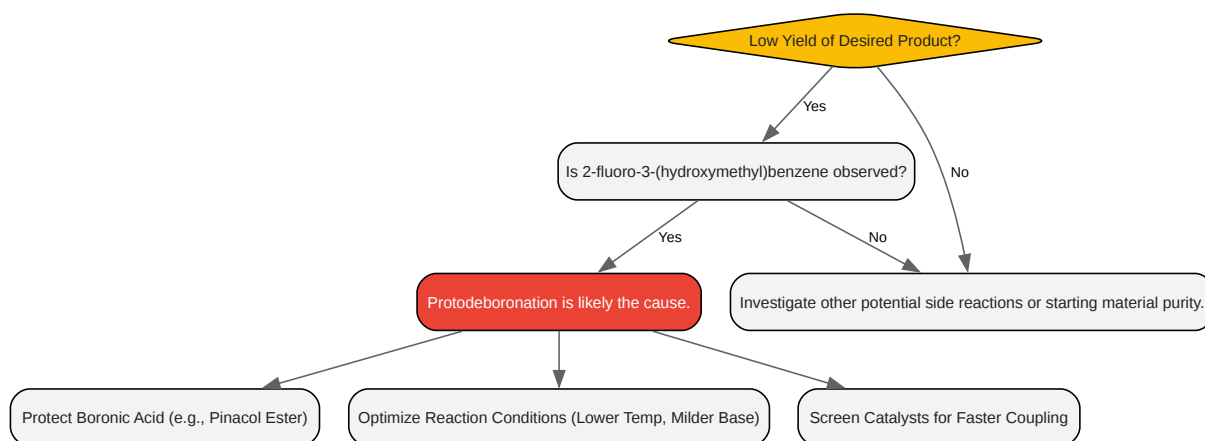 Low Yield of Desired Product?
Yes
Is 2-fluoro-3-(hydroxymethyl)benzene observed?
No
Yes
No
Protodeboronation is likely the cause.
Investigate other potential side reactions or starting material purity.
Protect Boronic Acid (e.g., Pinacol Ester)
Optimize Reaction Conditions (Lower Temp, Milder Base)
Screen Catalysts for Faster Coupling